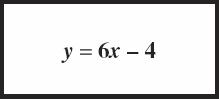 y = 6x – 4